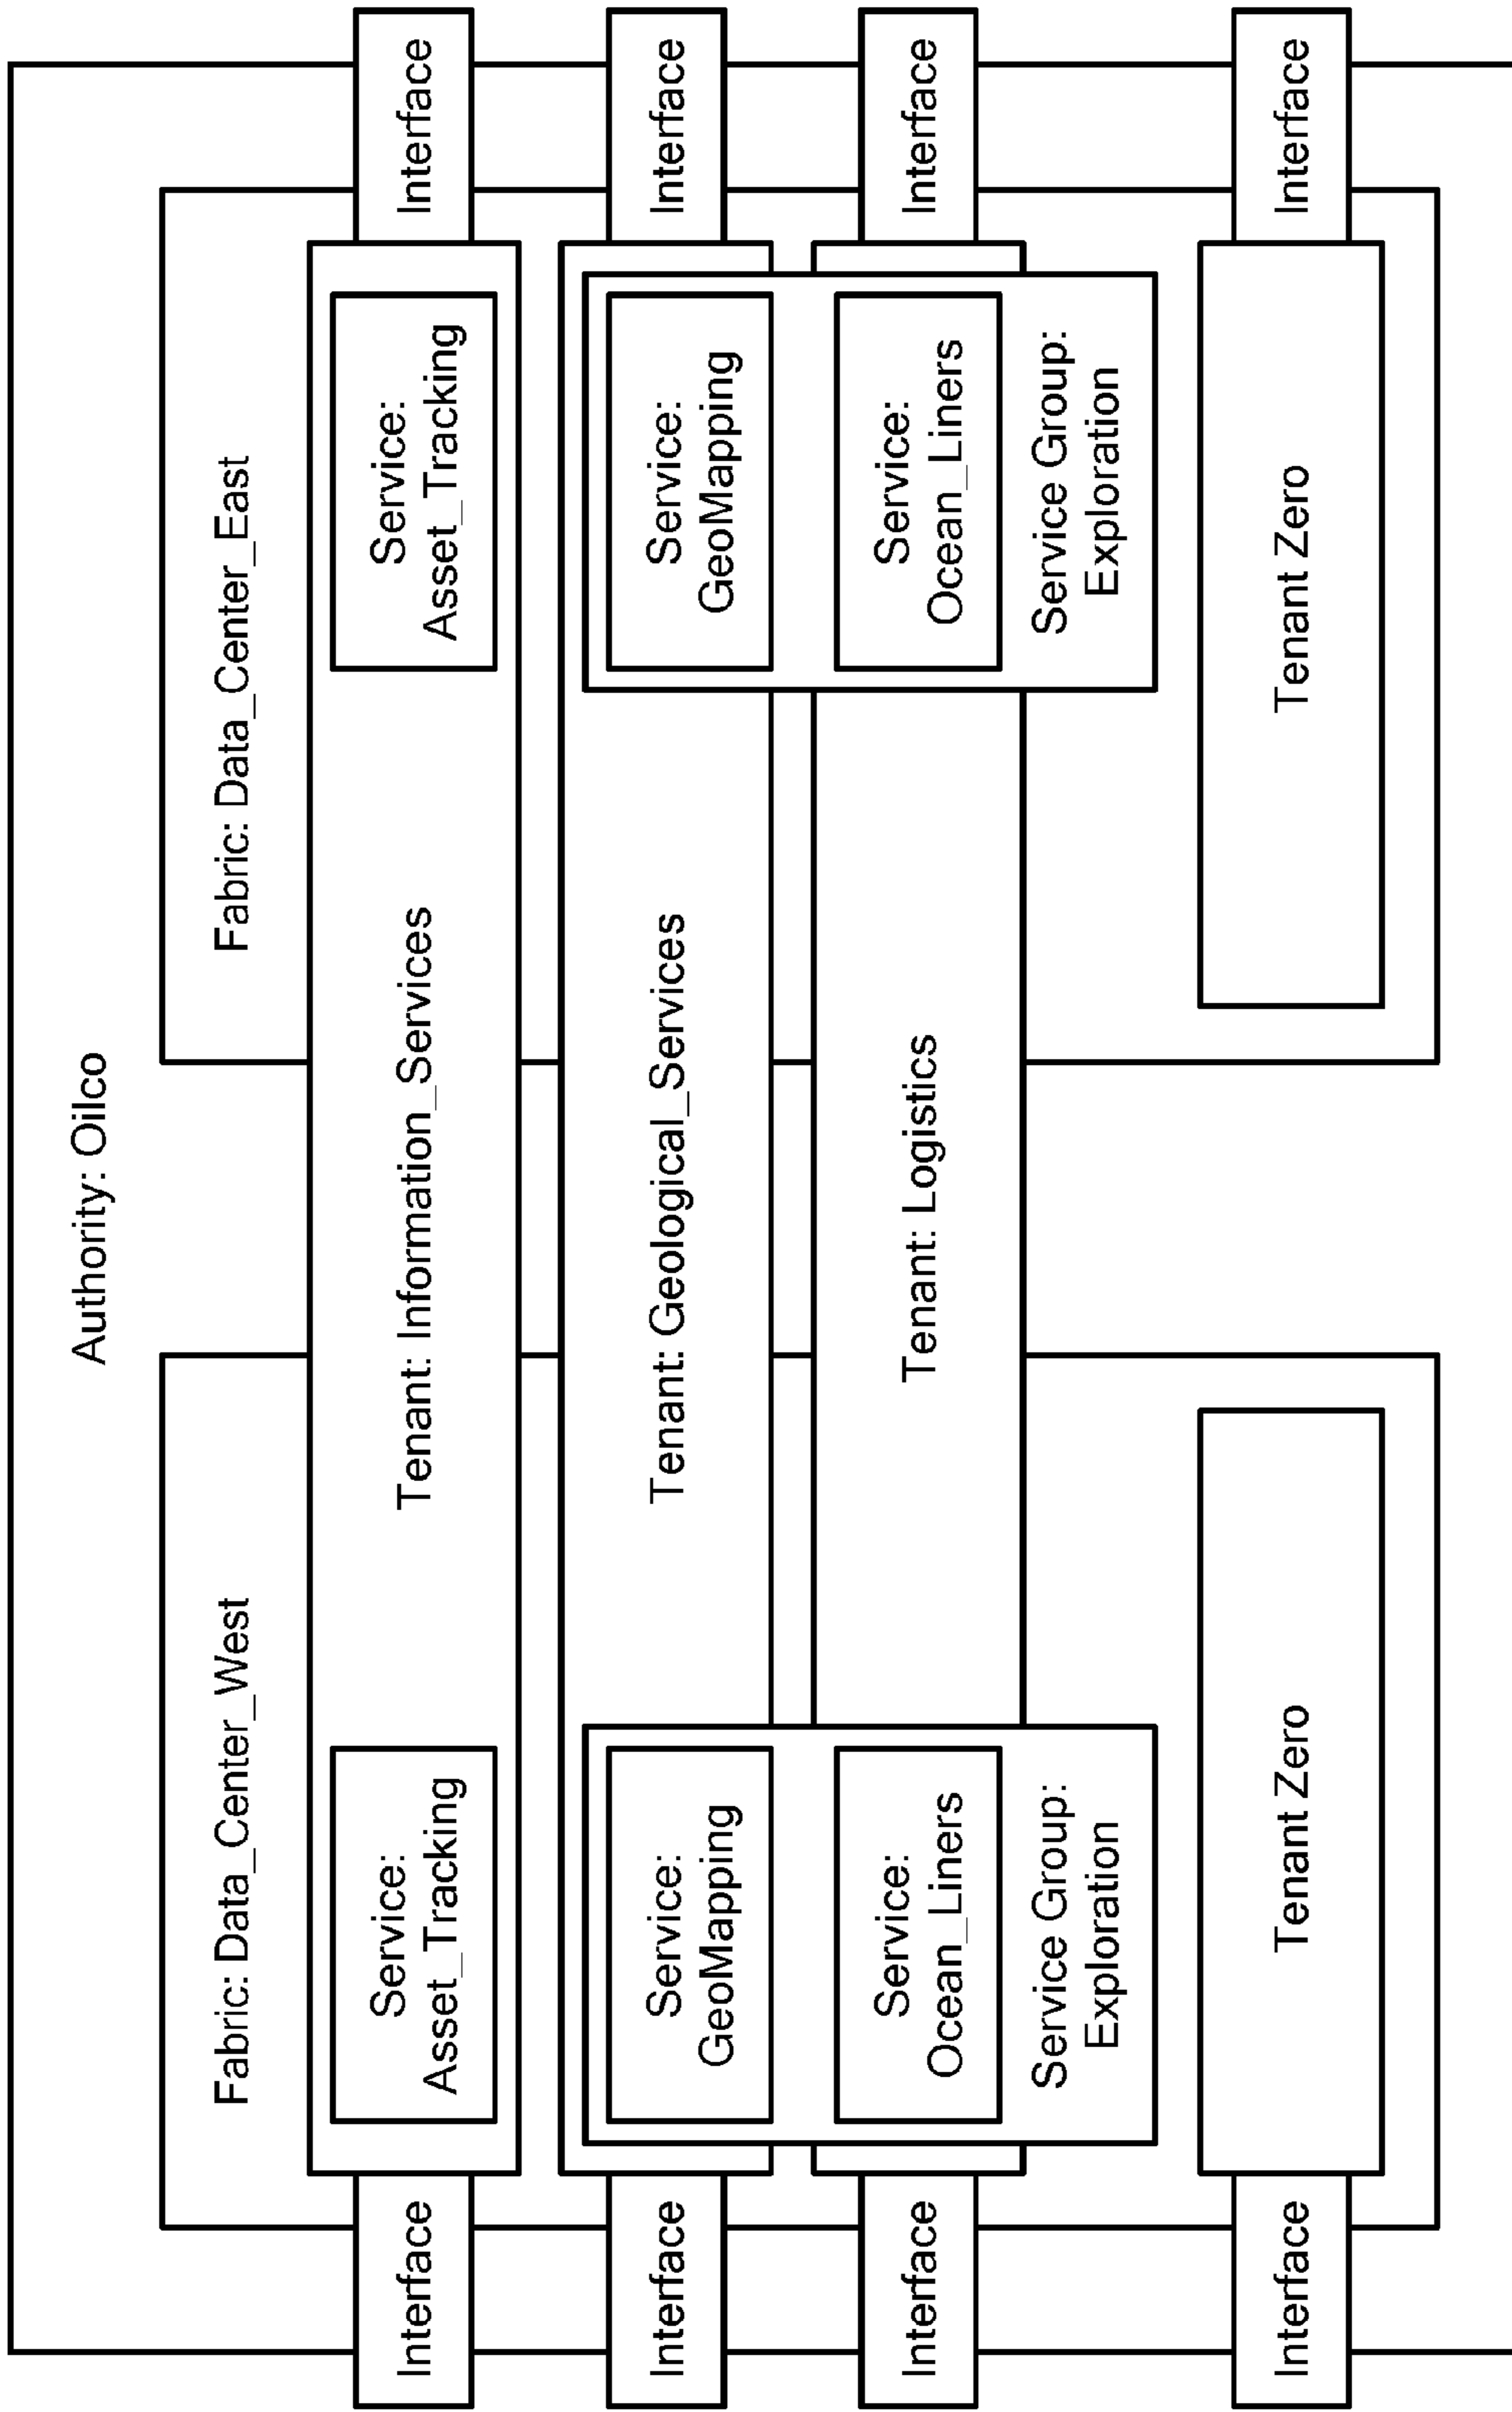 Authority: Oilco
Fabric: Data_Center_West
Fabric: Data_Center_East
Interface
Service:
Asset_Tracking
Tenant: Information_Services
Service:
Asset_Tracking
Interface
Interface
Service:
GeoMapping
Tenant: Geological_Services
Service:
GeoMapping
Interface
Interface
Service:
Ocean_Liners
Tenant: Logistics
Service:
Ocean_Liners
Interface
Service Group:
Exploration
Service Group:
Exploration
Interface
Tenant Zero
Tenant Zero
Interface